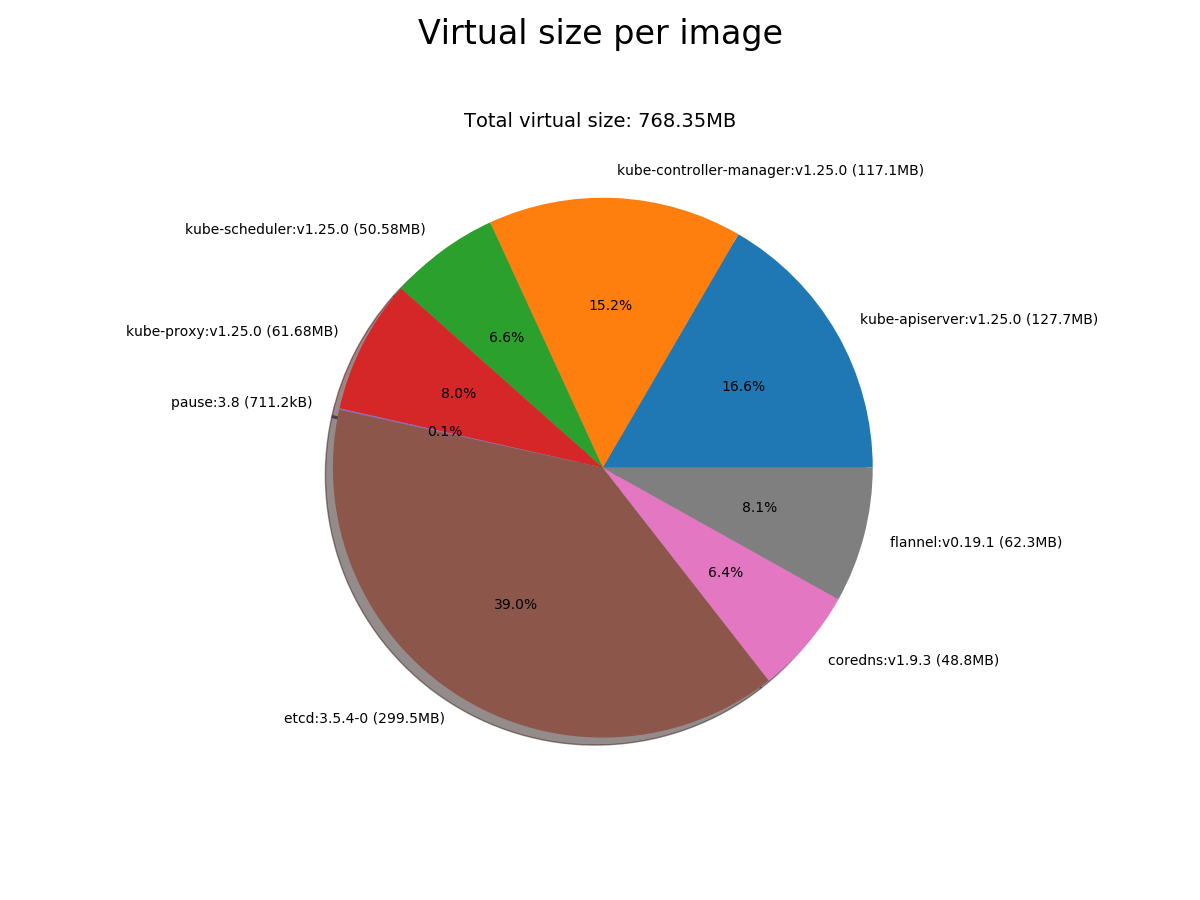 Virtual size per image
Total virtual size: 768.35MB
kube-controller-manager:v1.25.0 (117.1MB)
kube-scheduler:v1.25.0 (50.58MB)
15.2%
kube-apiserver:v1.25.0 (127.7MB)
kube-proxy:v1.25.0 (61.68MB)
6.6%
16.6%
8.0%
pause:3.8 (711.2kB)
0.1%
8.1%
flannel:v0.19.1 (62.3MB)
6.4%
39.0%
coredns:v1.9.3 (48.8MB)
etcd:3.5.4-0 (299.5MB)